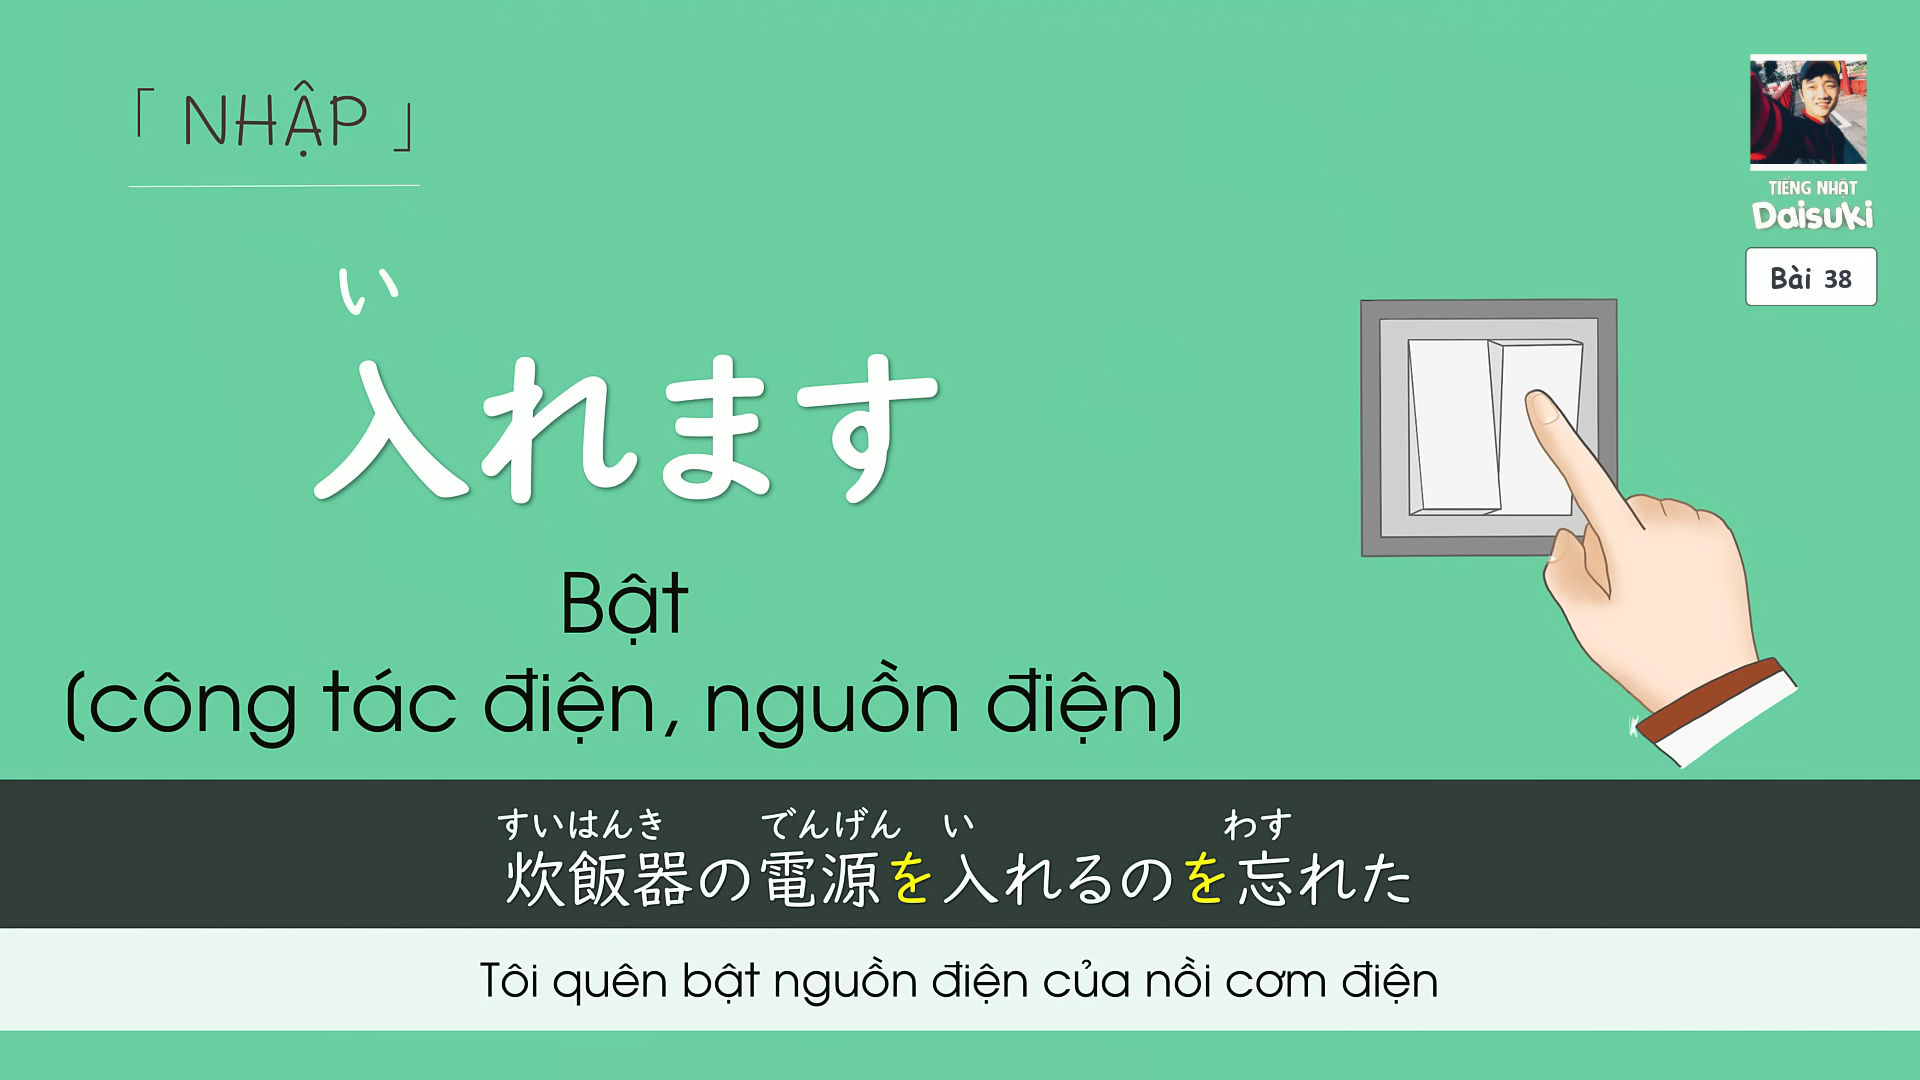 「 NHẬP 」
TIẾNG NHẬT
Daisuki
Bài 38
い
入れます
Bật
(công tác điện, nguồn điện)
すいはんき でんげん い わす
炊飯器の電源を入れるのを忘れた
Tôi quên bật nguồn điện của nồi cơm điện